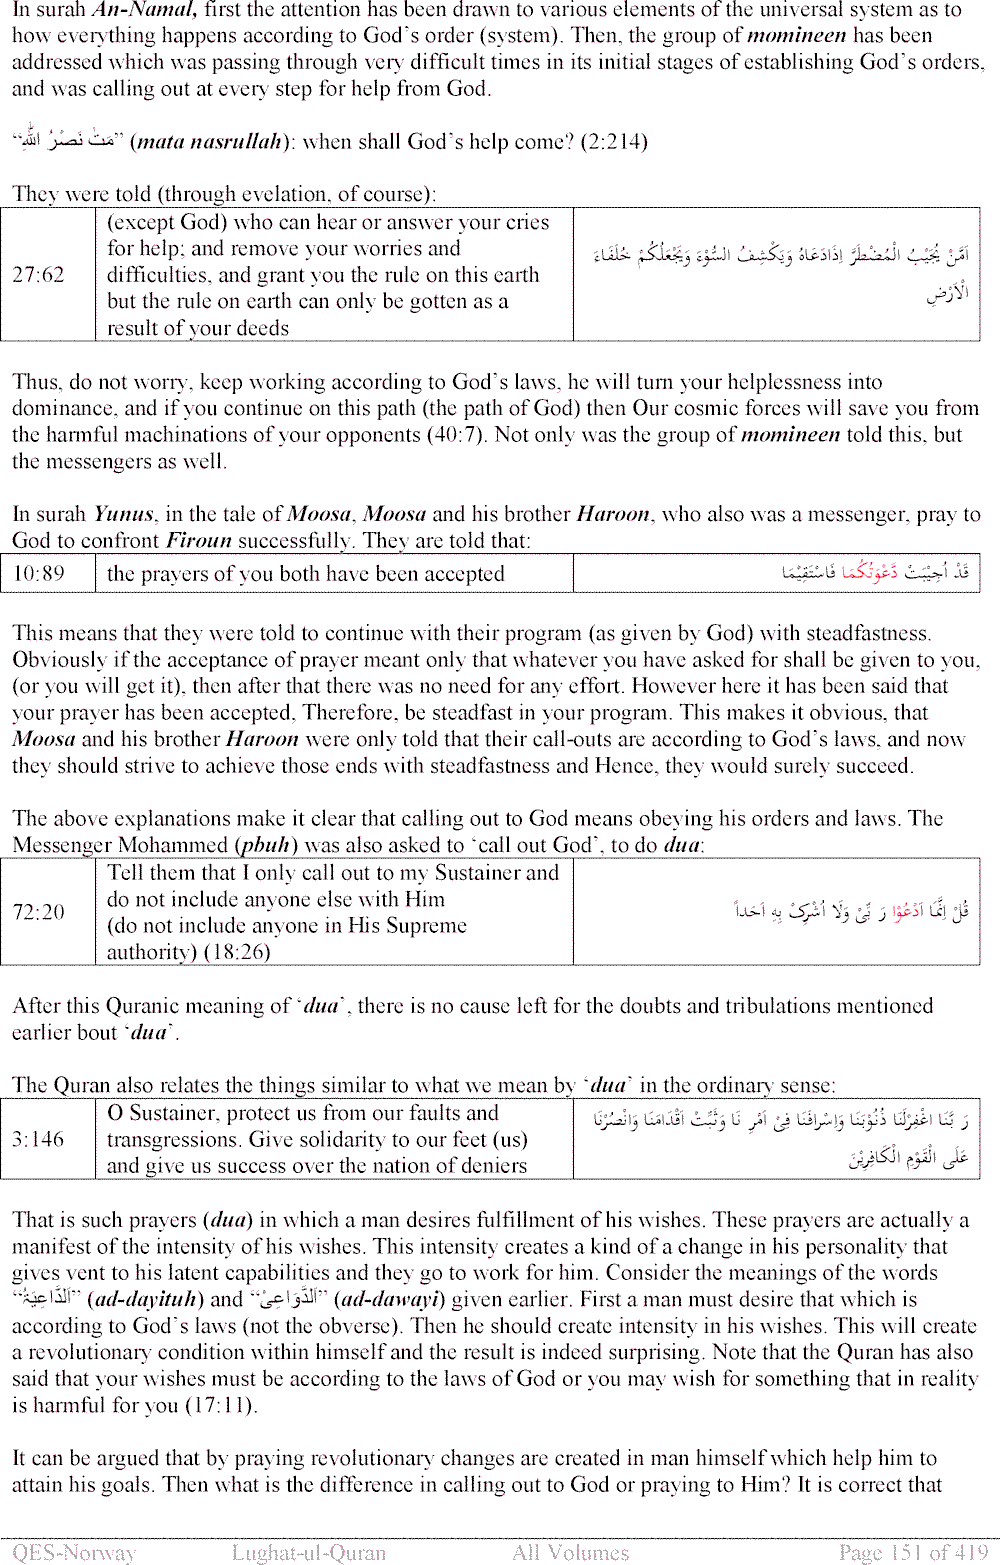 In surah An-Namal, first the attention has been drawn to various elements of the universal system as to
how everything happens according to God's order (system). Then, the group of momineen has been
addressed which was passing through very difficult times in its initial stages of establishing God's orders,
and was calling out at every step for help from God.
“مَتٰى نَصْرُ اللّٰهِ” (mata nasrullah): when shall God's help come? (2:214)
They were told (through evelation, of course):
27:62
(except God) who can hear or answer your cries
for help; and remove your worries and
difficulties, and grant you the rule on this earth
but the rule on earth can only be gotten as a
result of your deeds
اَمَّنْ يُّجِيْبُ الْمُضْطَرَّ اِذَادَعَاهُ وَيَكْشِفُ السُّوْءَ وَيَجْعَلُكُمْ خُلَفَاءَ
الْاَرْضِ
Thus, do not worry, keep working according to God's laws, he will turn your helplessness into
dominance, and if you continue on this path (the path of God) then Our cosmic forces will save you from
the harmful machinations of your opponents (40:7). Not only was the group of momineen told this, but
the messengers as well.
In surah Yunus, in the tale of Moosa, Moosa and his brother Haroon, who also was a messenger, pray to
God to confront Firoun successfully. They are told that:
10:89
the prayers of you both have been accepted
قَدْ اُجِيْبَتْ دَّعْوَتُكُمَا فَاسْتَقِيْمَا
This means that they were told to continue with their program (as given by God) with steadfastness.
Obviously if the acceptance of prayer meant only that whatever you have asked for shall be given to you,
(or you will get it), then after that there was no need for any effort. However here it has been said that
your prayer has been accepted, Therefore, be steadfast in your program. This makes it obvious, that
Moosa and his brother Haroon were only told that their call-outs are according to God's laws, and now
they should strive to achieve those ends with steadfastness and Hence, they would surely succeed.
The above explanations make it clear that calling out to God means obeying his orders and laws. The
Messenger Mohammed (pbuh) was also asked to ‘call out God’, to do dua:
72:20
Tell them that I only call out to my Sustainer and
do not include anyone else with Him
(do not include anyone in His Supreme
authority) (18:26)
قُلْ اِنَّمَا اَدْعُوْا رَ بِّىْ وَلَا اُشْرِكْ بِهٖ اَحَداً
After this Quranic meaning of ‘dua’, there is no cause left for the doubts and tribulations mentioned
earlier bout ‘dua’.
The Quran also relates the things similar to what we mean by ‘dua’ in the ordinary sense:
3:146
O Sustainer, protect us from our faults and
transgressions. Give solidarity to our feet (us)
and give us success over the nation of deniers
رَ بَّنَا اغْفِرْلَنَا ذُنُوْبَنَا وَاِسْرافَنَا فِىْ اَمْرِ نَا وَثَبِّتْ اَقْدَامَنَا وَانْصُرْنَا
عَلَى الْقَوْمِ الْكَافِرِيْنَ
That is such prayers (dua) in which a man desires fulfillment of his wishes. These prayers are actually a
manifest of the intensity of his wishes. This intensity creates a kind of a change in his personality that
gives vent to his latent capabilities and they go to work for him. Consider the meanings of the words
“اَلدَّاعِيَةُ” (ad-dayituh) and “اَلدَّوَاعِىْ” (ad-dawayi) given earlier. First a man must desire that which is
according to God's laws (not the obverse). Then he should create intensity in his wishes. This will create
a revolutionary condition within himself and the result is indeed surprising. Note that the Quran has also
said that your wishes must be according to the laws of God or you may wish for something that in reality
is harmful for you (17:11).
It can be argued that by praying revolutionary changes are created in man himself which help him to
attain his goals. Then what is the difference in calling out to God or praying to Him? It is correct that
QES-Norway Lughat-ul-Quran All Volumes Page 151 of 419